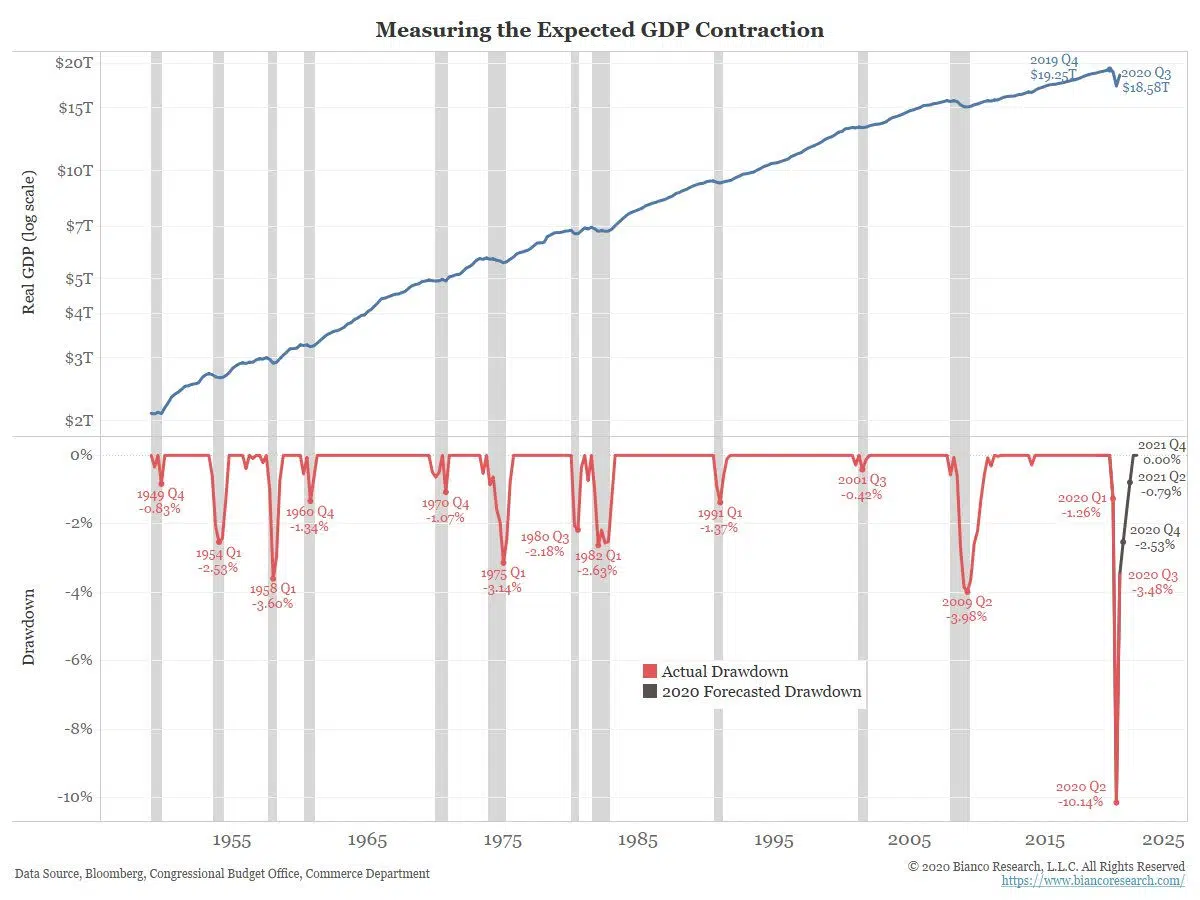 Measuring the Expected GDP Contraction
Real GDP (log scale)
$20T
$15T
$10T
$7T
$5T
$4T
$3T
$2T
2019 Q4
$19.25T
2020 Q3
$18.58T
Drawdown
0%
-2%
-4%
-6%
-8%
-10%
1949 Q4
-0.83%
1954 Q1
-2.53%
1958 Q1
-3.60%
1960 Q4
-1.34%
1970 Q4
-1.07%
1975 Q1
-3.14%
1980 Q3
-2.18%
1982 Q1
-2.63%
1991 Q1
-1.37%
2001 Q3
-0.42%
2009 Q2
-3.98%
2020 Q1
-1.26%
2020 Q2
-10.14%
2020 Q3
-3.48%
2020 Q4
-2.53%
2021 Q2
-0.79%
2021 Q4
0.00%
Actual Drawdown
2020 Forecasted Drawdown
1955
1965
1975
1985
1995
2005
2015
2025
Data Source, Bloomberg, Congressional Budget Office, Commerce Department
© 2020 Bianco Research, L.L.C. All Rights Reserved
https://www.biancoresearch.com/